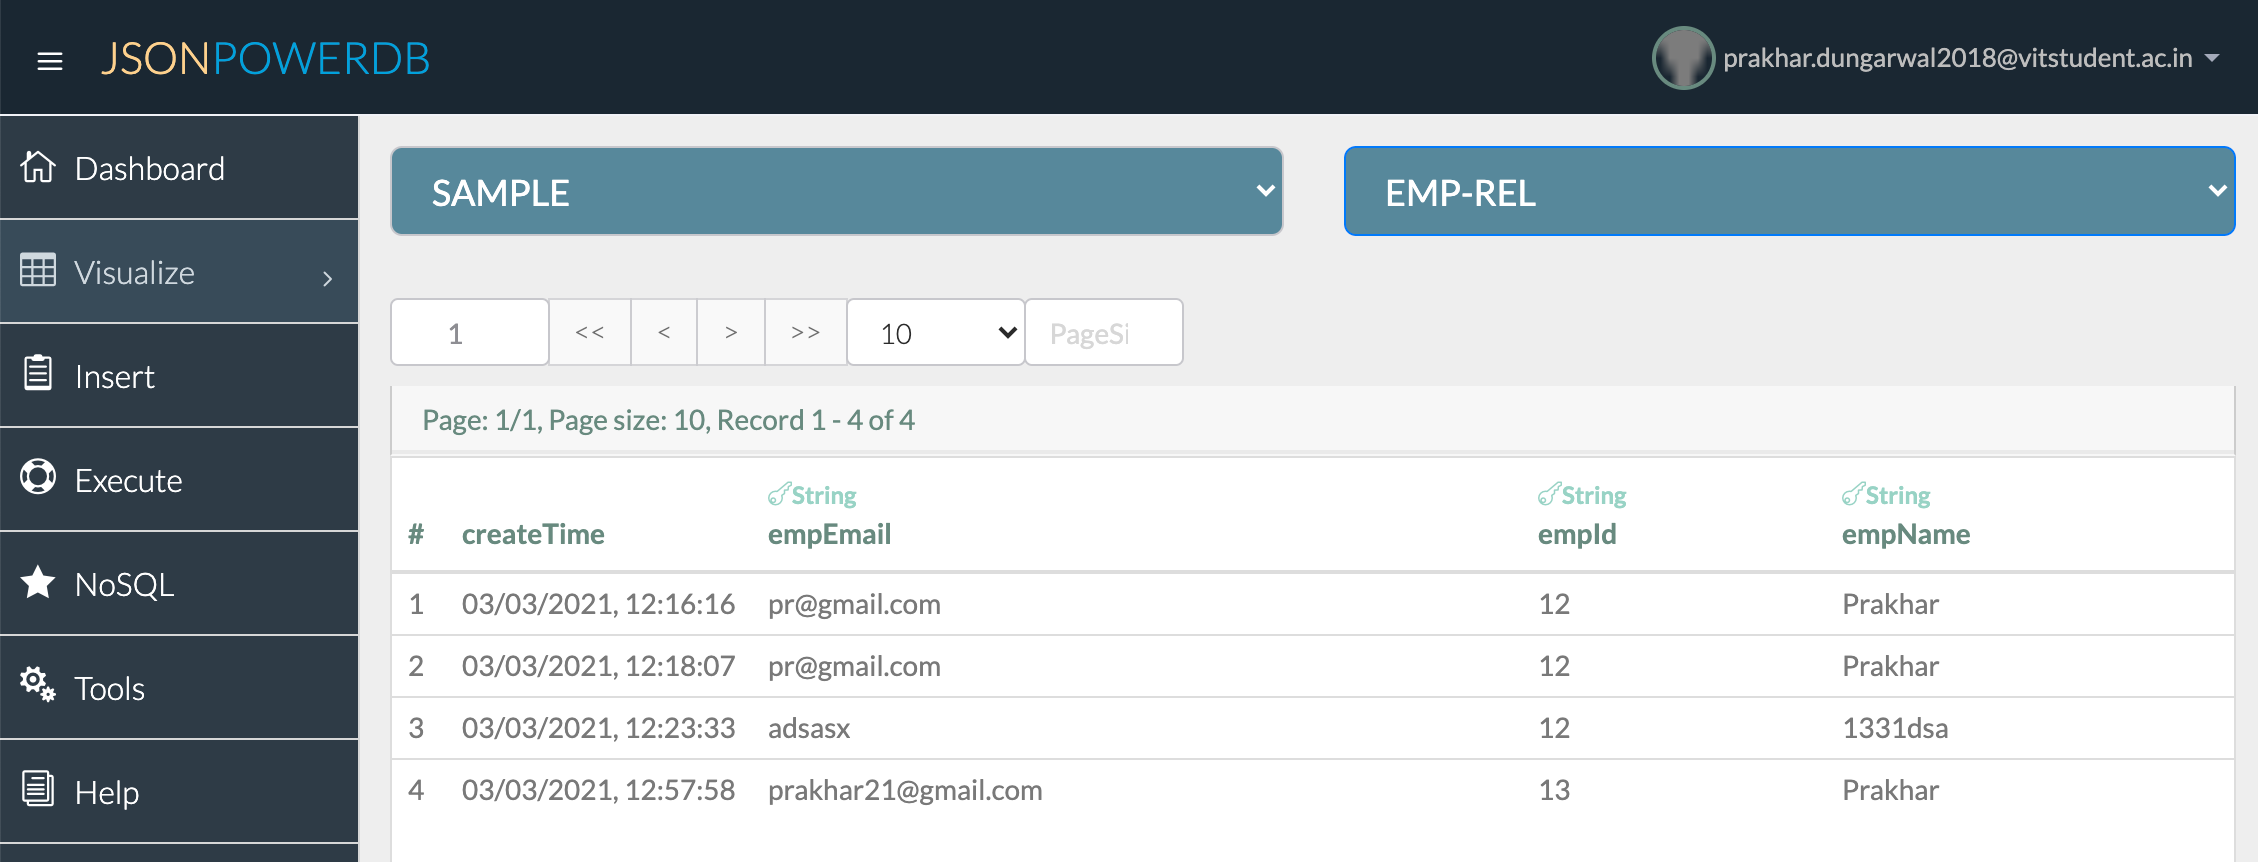 JSONPOWERDB
prakhar.dungarwal2018@vitstudent.ac.in
Dashboard
Visualize
Insert
Execute
NoSQL
Tools
Help
SAMPLE
EMP-REL
1 << < > >> 10 PageSi
Page: 1/1, Page size: 10, Record 1 - 4 of 4
String String String
# createTime empEmail empId empName
1 03/03/2021, 12:16:16 pr@gmail.com 12 Prakhar
2 03/03/2021, 12:18:07 pr@gmail.com 12 Prakhar
3 03/03/2021, 12:23:33 adsasx 12 1331dsa
4 03/03/2021, 12:57:58 prakhar21@gmail.com 13 Prakhar